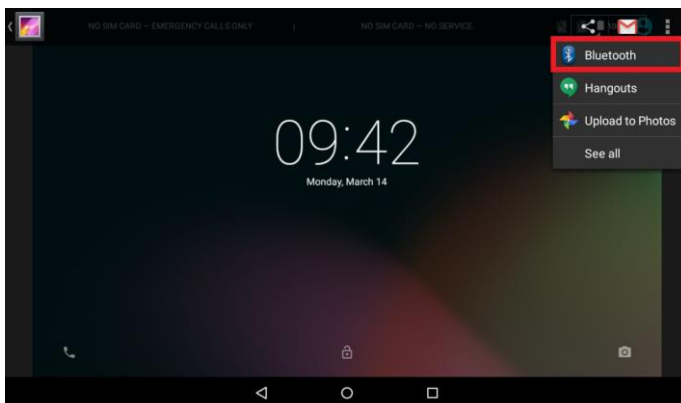 NO SIM CARD — EMERGENCY CALLS ONLY | NO SIM CARD — NO SERVICE.
Bluetooth
Hangouts
Upload to Photos
See all
09:42
Monday, March 14